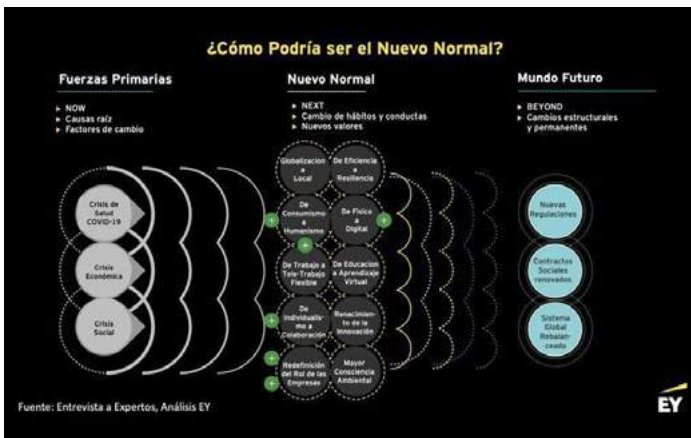 ¿Cómo Podría ser el Nuevo Normal?
Fuerzas Primarias
► NOW
► Causas raíz
► Factores de cambio
Nuevo Normal
► NEXT
► Cambio de hábitos y conductas
► Nuevos valores
Mundo Futuro
► BEYOND
► Cambios estructurales
y permanentes
Crisis de
Salud
COVID-19
Crisis
Económica
Crisis
Social
Globalizacion
a
Local
De Eficiencia
a
Resiliencia
De
Consumismo
a
Humanismo
De Físico
a
Digital
De Trabajo a
Tele-Trabajo
Flexible
De Educacion
a Aprendizaje
Virtual
De
Individualis-
mo a
Colaboración
Renacimien-
to de la
Innovación
Redefinición
del Rol de las
Empresas
Mayor
Consciencia
Ambiental
Nuevas
Regulaciones
Contractos
Sociales
renovados
Sistema
Global
Rebalan-
ceado
Fuente: Entrevista a Expertos, Análisis EY
EY